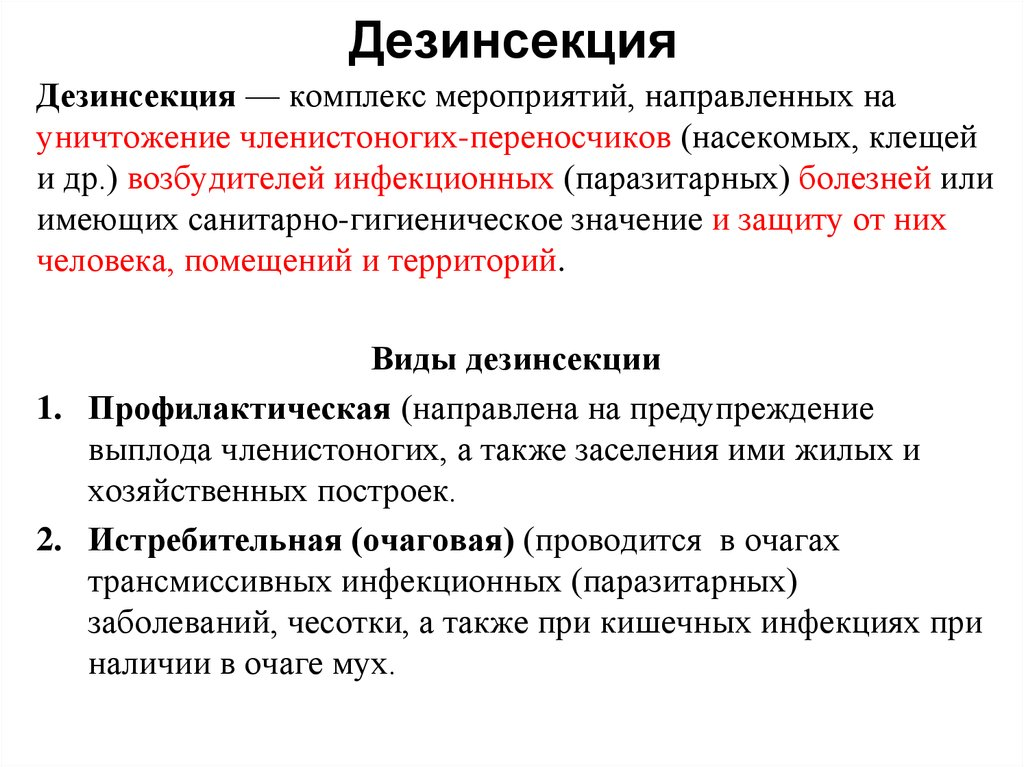 Дезинсекция
Дезинсекция — комплекс мероприятий, направленных на
уничтожение членистоногих-переносчиков (насекомых, клещей
и др.) возбудителей инфекционных (паразитарных) болезней или
имеющих санитарно-гигиеническое значение и защиту от них
человека, помещений и территорий.
Виды дезинсекции
1. Профилактическая (направлена на предупреждение
выплода членистоногих, а также заселения ими жилых и
хозяйственных построек.
2. Истребительная (очаговая) (проводится  в очагах
трансмиссивных инфекционных (паразитарных)
заболеваний, чесотки, а также при кишечных инфекциях при
наличии в очаге мух.